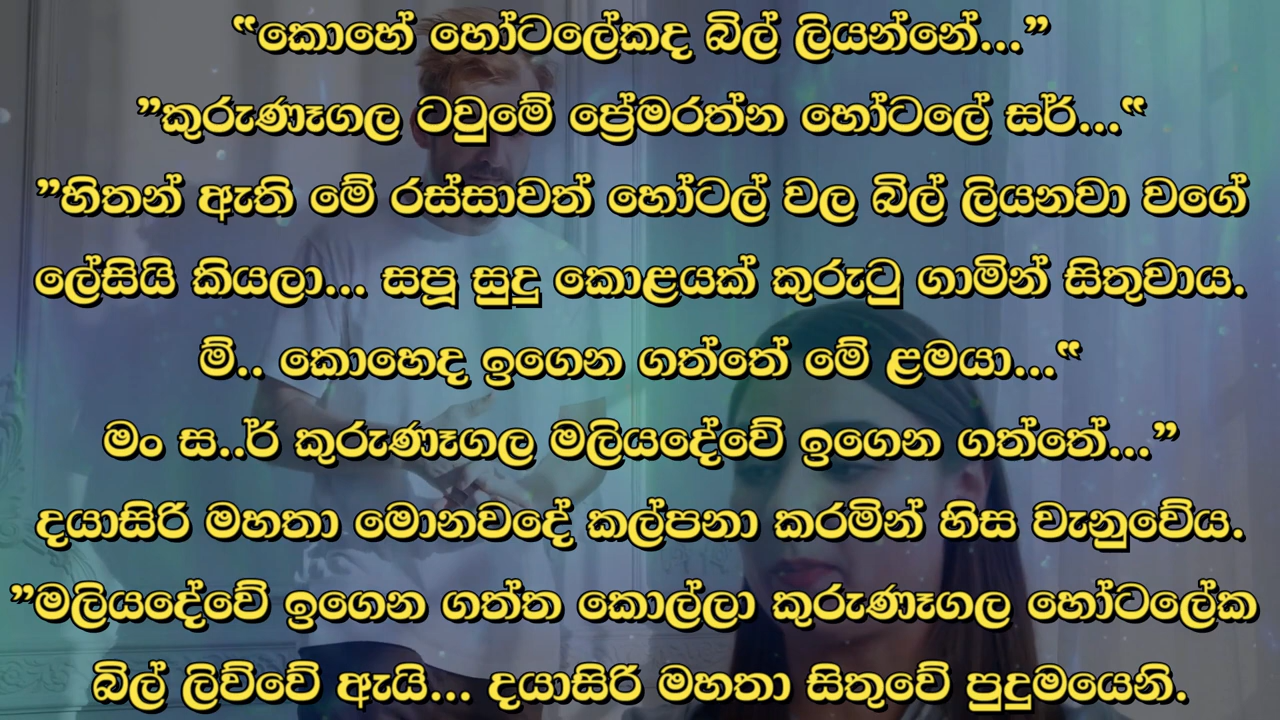 “කොහේ හෝටලේකද බිල් ලියන්නේ...”
”කුරුණෑගල ටවුමේ ප්‍රේමරත්න හෝටලේ සර්...“
”හිතන් ඇති මේ රස්සාවත් හෝටල් වල බිල් ලියනවා වගේ
ලේසියි කියලා... සපූ සුදු කොළයක් කුරුටු ගාමින් සිතුවාය.
ම්.. කොහෙද ඉගෙන ගත්තේ මේ ළමයා...“
මං ස..ර් කුරුණෑගල මලියදේවේ ඉගෙන ගත්තේ...”
දයාසිරි මහතා මොනවදේ කල්පනා කරමින් හිස වැනුවේය.
”මලියදේවේ ඉගෙන ගත්ත කොල්ලා කුරුණෑගල හෝටලේක
බිල් ලිව්වේ ඇයි... දයාසිරි මහතා සිතුවේ පුදුමයෙනි.